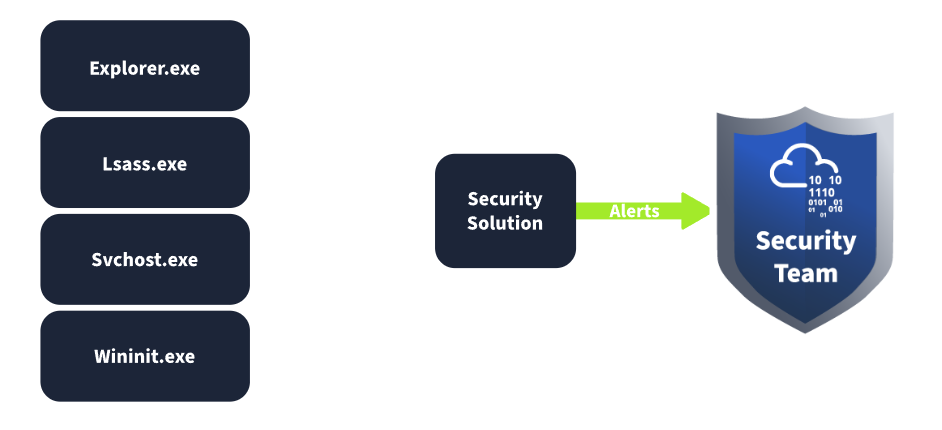 Explorer.exe
Lsass.exe
Svchost.exe
Wininit.exe
Security
Solution
Alerts
10 10
1110
0101 01
01 010
01
Security
Team